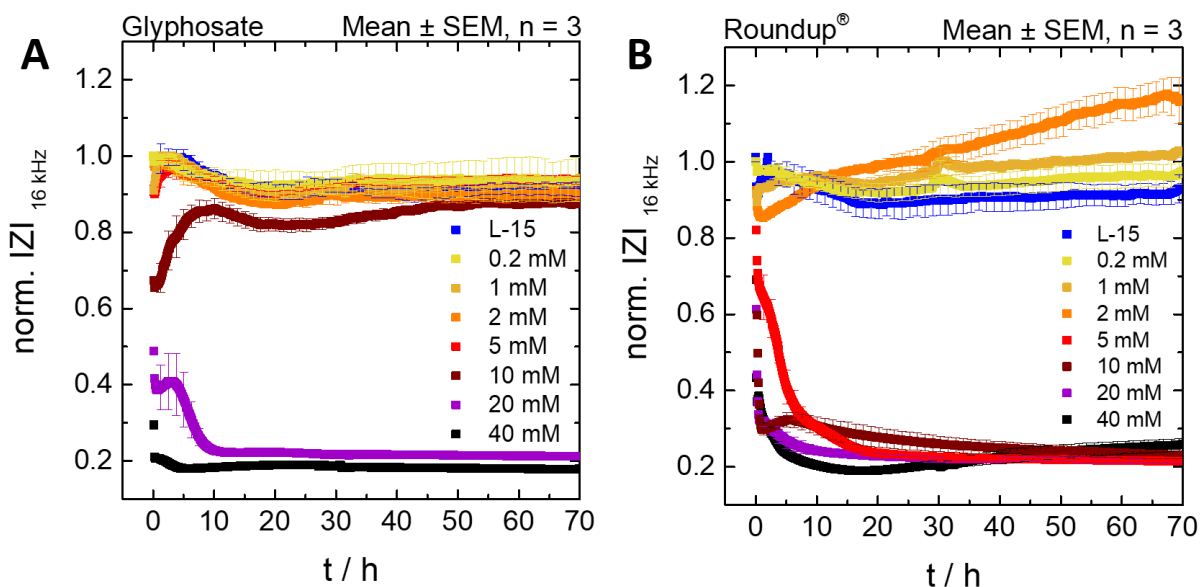 A
Glyphosate
Mean ± SEM, n = 3
norm. IZI 16 kHz
1.2
1.0
0.8
0.6
0.4
0.2
L-15
0.2 mM
1 mM
2 mM
5 mM
10 mM
20 mM
40 mM
0 10 20 30 40 50 60 70
t / h
B
Roundup®
Mean ± SEM, n = 3
norm. IZI 16 kHz
1.2
1.0
0.8
0.6
0.4
0.2
L-15
0.2 mM
1 mM
2 mM
5 mM
10 mM
20 mM
40 mM
0 10 20 30 40 50 60 70
t / h